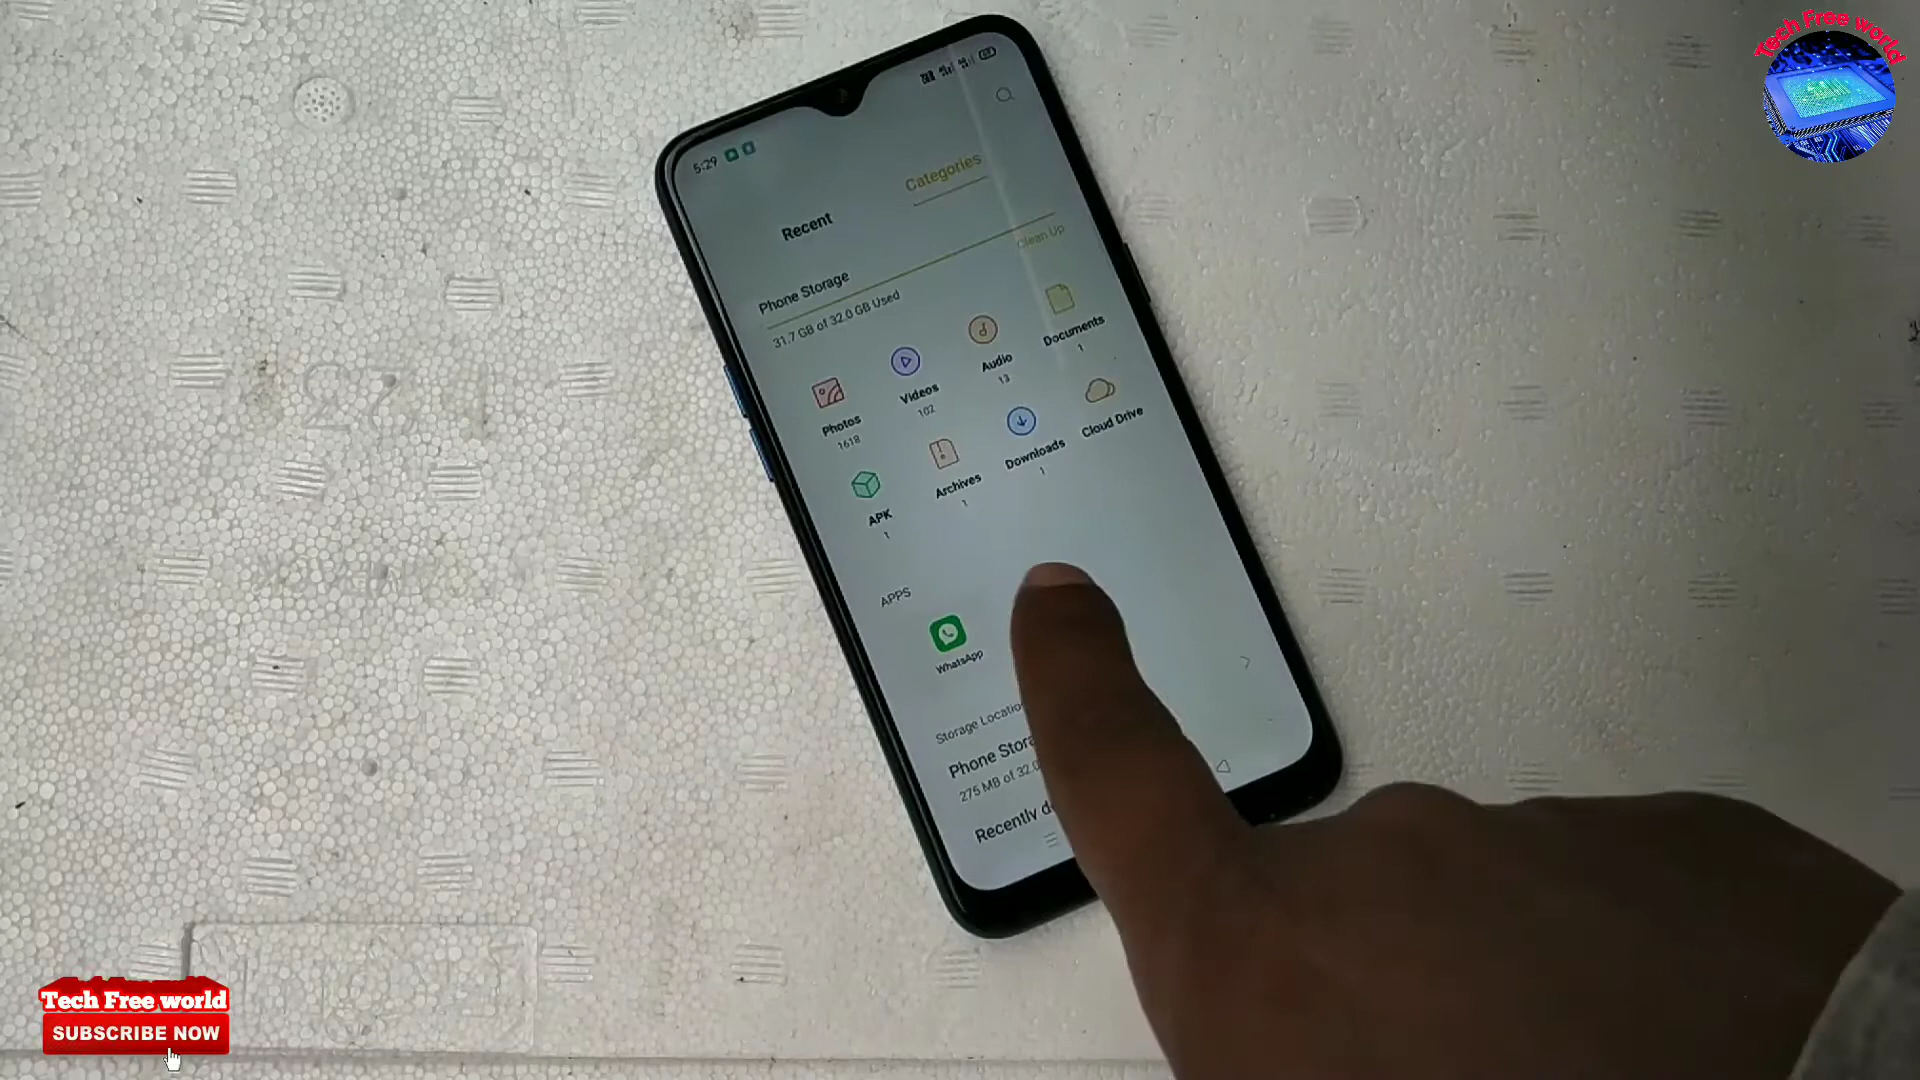 Tech Free world
5:29
Recent
Categories
Phone Storage
Clean Up
31.7 GB of 32.0 GB Used
Photos
1618
Videos
102
Audio
13
Documents
1
APK
1
Archives
1
Downloads
1
Cloud Drive
APPS
WhatsApp
Storage Locatio
Phone Stora
275 MB of 32.0
Recently de
Tech Free world
SUBSCRIBE NOW